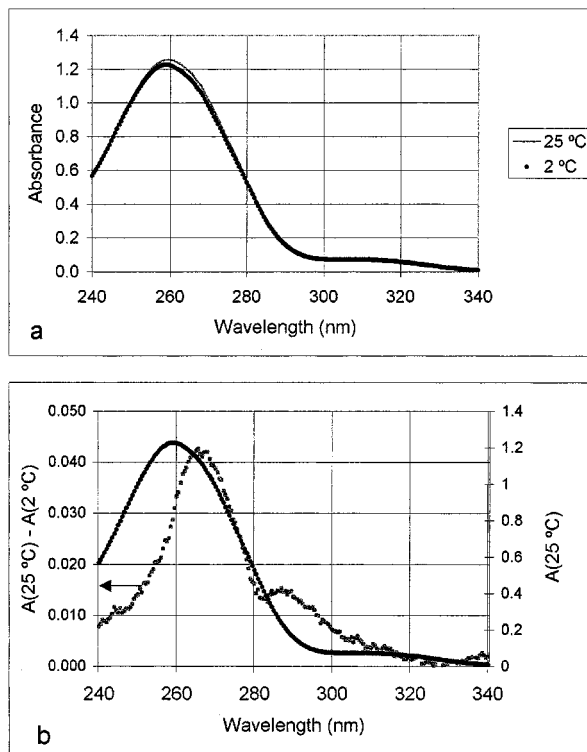 1.4
1.2
1.0
0.8
0.6
0.4
0.2
0.0
Absorbance
240 260 280 300 320 340
Wavelength (nm)
25 ºC
2 ºC
a
0.050
0.040
0.030
0.020
0.010
0.000
A(25 ºC) - A(2 ºC)
1.4
1.2
1
0.8
0.6
0.4
0.2
0
A(25 ºC)
240 260 280 300 320 340
Wavelength (nm)
b